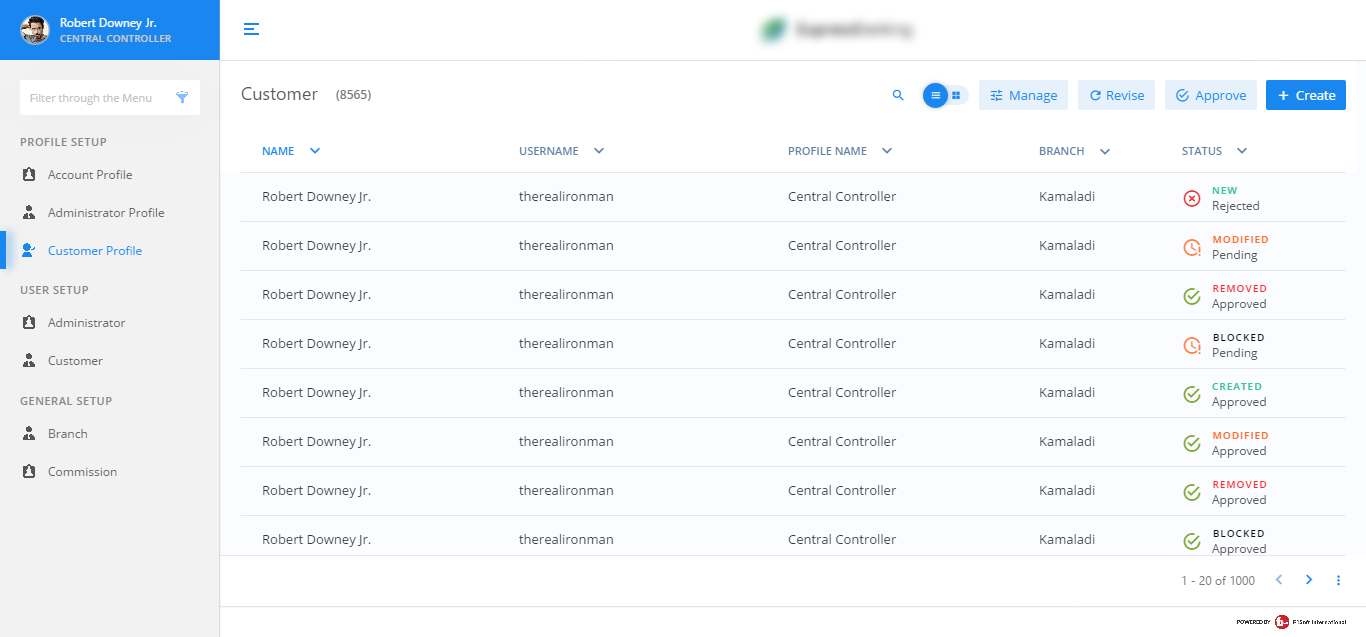 Robert Downey Jr.
CENTRAL CONTROLLER
Filter through the Menu
PROFILE SETUP
Account Profile
Administrator Profile
Customer Profile
USER SETUP
Administrator
Customer
GENERAL SETUP
Branch
Commission
Customer (8565)
Manage Revise Approve + Create
NAME USERNAME PROFILE NAME BRANCH STATUS
Robert Downey Jr. therealironman Central Controller Kamaladi NEW
Rejected
Robert Downey Jr. therealironman Central Controller Kamaladi MODIFIED
Pending
Robert Downey Jr. therealironman Central Controller Kamaladi REMOVED
Approved
Robert Downey Jr. therealironman Central Controller Kamaladi BLOCKED
Pending
Robert Downey Jr. therealironman Central Controller Kamaladi CREATED
Approved
Robert Downey Jr. therealironman Central Controller Kamaladi MODIFIED
Approved
Robert Downey Jr. therealironman Central Controller Kamaladi REMOVED
Approved
Robert Downey Jr. therealironman Central Controller Kamaladi BLOCKED
Approved
1 - 20 of 1000
POWERED BY F1Soft International